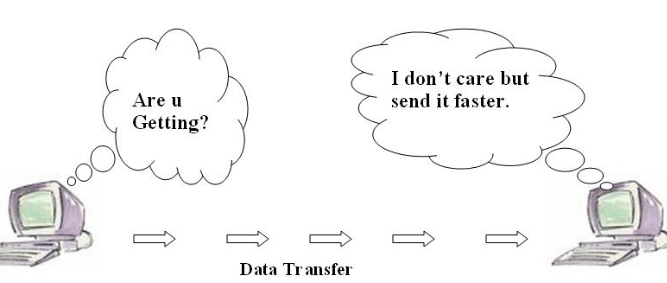 Are u
Getting?
I don't care but
send it faster.
Data Transfer